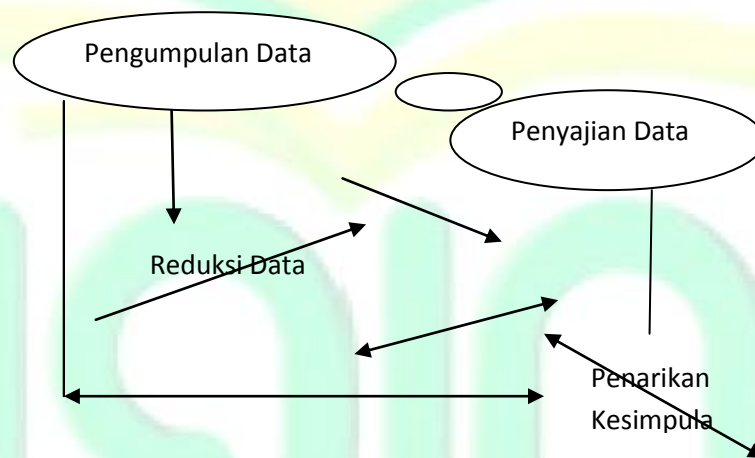 Pengumpulan Data
Penyajian Data
Reduksi Data
Penarikan
Kesimpula